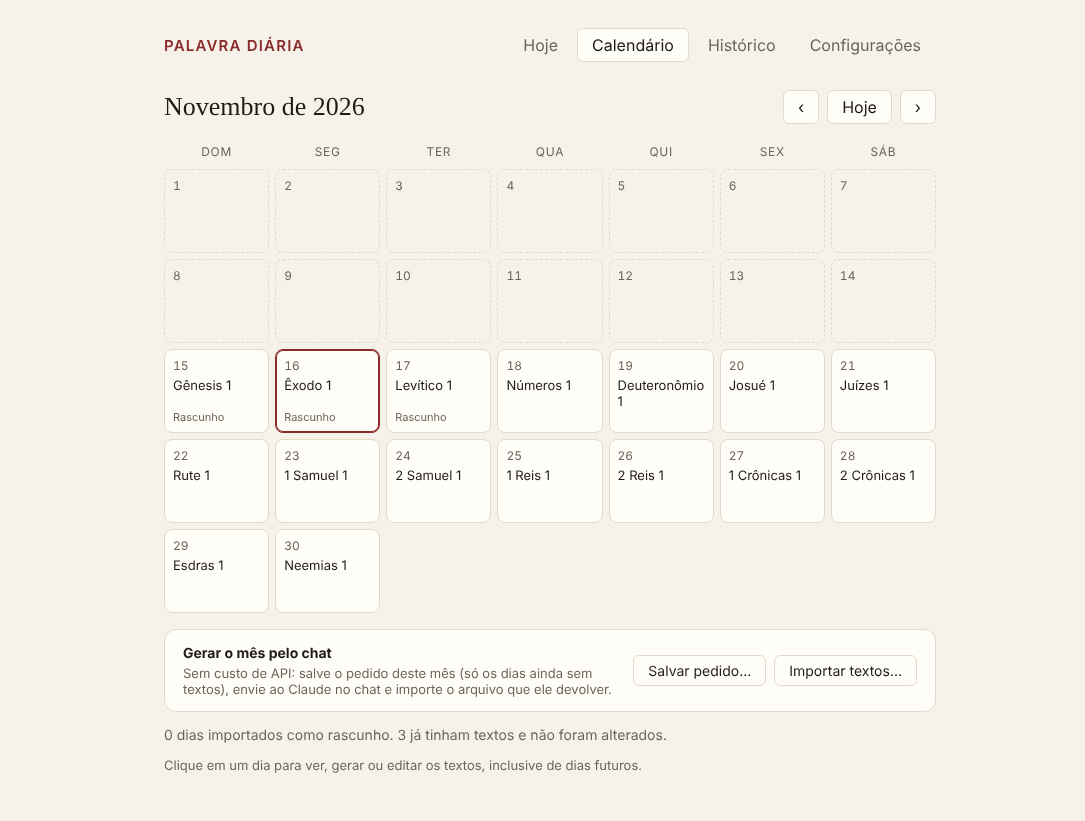 PALAVRA DIÁRIA
Hoje Calendário Histórico Configurações
Novembro de 2026
‹ Hoje ›
DOM SEG TER QUA QUI SEX SÁB
1 2 3 4 5 6 7
8 9 10 11 12 13 14
15 16 17 18 19 20 21
Gênesis 1 Êxodo 1 Levítico 1 Números 1 Deuteronômio Josué 1 Juízes 1
1
Rascunho Rascunho Rascunho
22 23 24 25 26 27 28
Rute 1 1 Samuel 1 2 Samuel 1 1 Reis 1 2 Reis 1 1 Crônicas 1 2 Crônicas 1
29 30
Esdras 1 Neemias 1
Gerar o mês pelo chat
Sem custo de API: salve o pedido deste mês (só os dias ainda sem
textos), envie ao Claude no chat e importe o arquivo que ele devolver.
Salvar pedido… Importar textos…
0 dias importados como rascunho. 3 já tinham textos e não foram alterados.
Clique em um dia para ver, gerar ou editar os textos, inclusive de dias futuros.